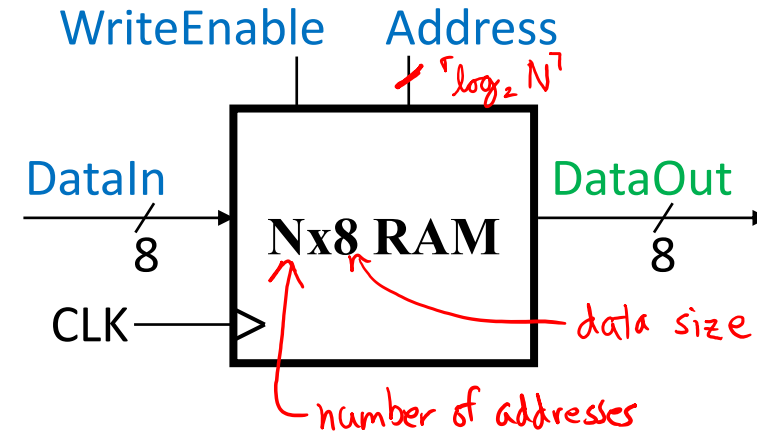 WriteEnable Address
⌈log₂ N⌉
DataIn
DataOut
8
Nx8 RAM
8
CLK
data size
number of addresses